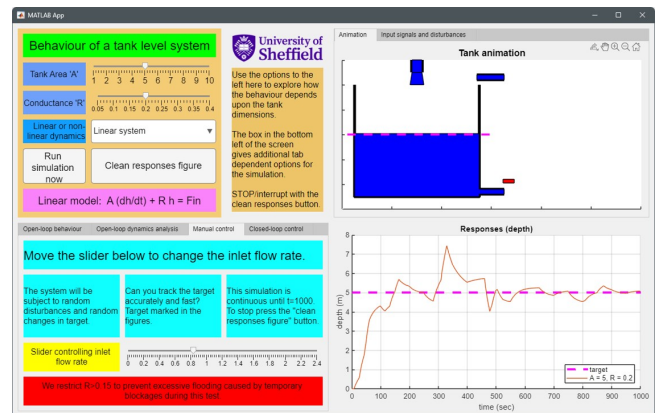 MATLAB App
Behaviour of a tank level system
Tank Area 'A'
1 2 3 4 5 6 7 8 9 10
Conductance 'R'
0.05 0.1 0.15 0.2 0.25 0.3 0.35 0.4
Linear or non-
linear dynamics
Linear system
Run
simulation
now
Clean responses figure
Linear model: A (dh/dt) + R h = Fin
University of
Sheffield
Use the options to the
left here to explore how
the behaviour depends
upon the tank
dimensions.
The box in the bottom
left of the screen
gives additional tab
dependent options for
the simulation.
STOP/interrupt with the
clean responses button.
Animation
Input signals and disturbances
Tank animation
Open-loop behaviour
Open-loop dynamics analysis
Manual control
Closed-loop control
Move the slider below to change the inlet flow rate.
The system will be
subject to random
disturbances and random
changes in target.
Can you track the target
accurately and fast?
Target marked in the
figures.
This simulation is
continuous until t=1000.
To stop press the "clean
responses figure" button.
Slider controlling inlet
flow rate
0 0.2 0.4 0.6 0.8 1 1.2 1.4 1.6 1.8 2 2.2 2.4
We restrict R>0.15 to prevent excessive flooding caused by temporary
blockages during this test.
Responses (depth)
depth (m)
8
7
6
5
4
3
2
1
0
0 100 200 300 400 500 600 700 800 900 1000
time (sec)
target
A = 5, R = 0.2